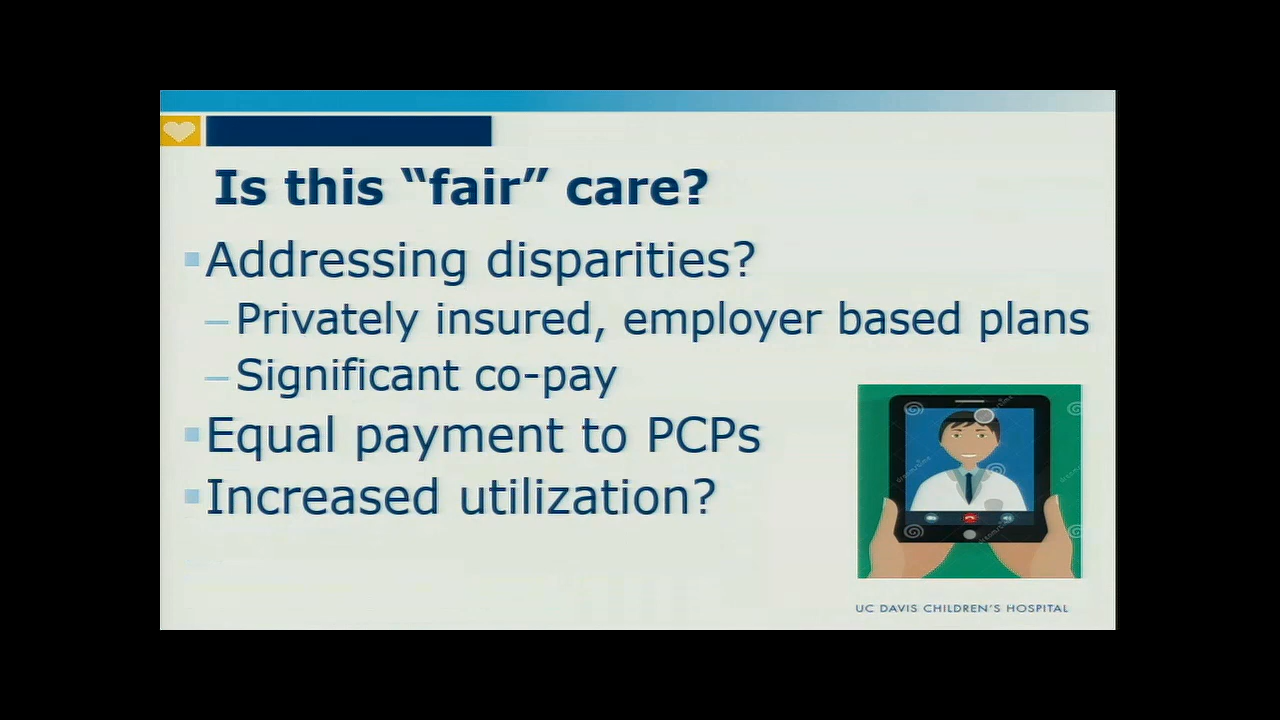 Is this “fair” care?
Addressing disparities?
– Privately insured, employer based plans
– Significant co-pay
Equal payment to PCPs
Increased utilization?
UC DAVIS CHILDREN’S HOSPITAL